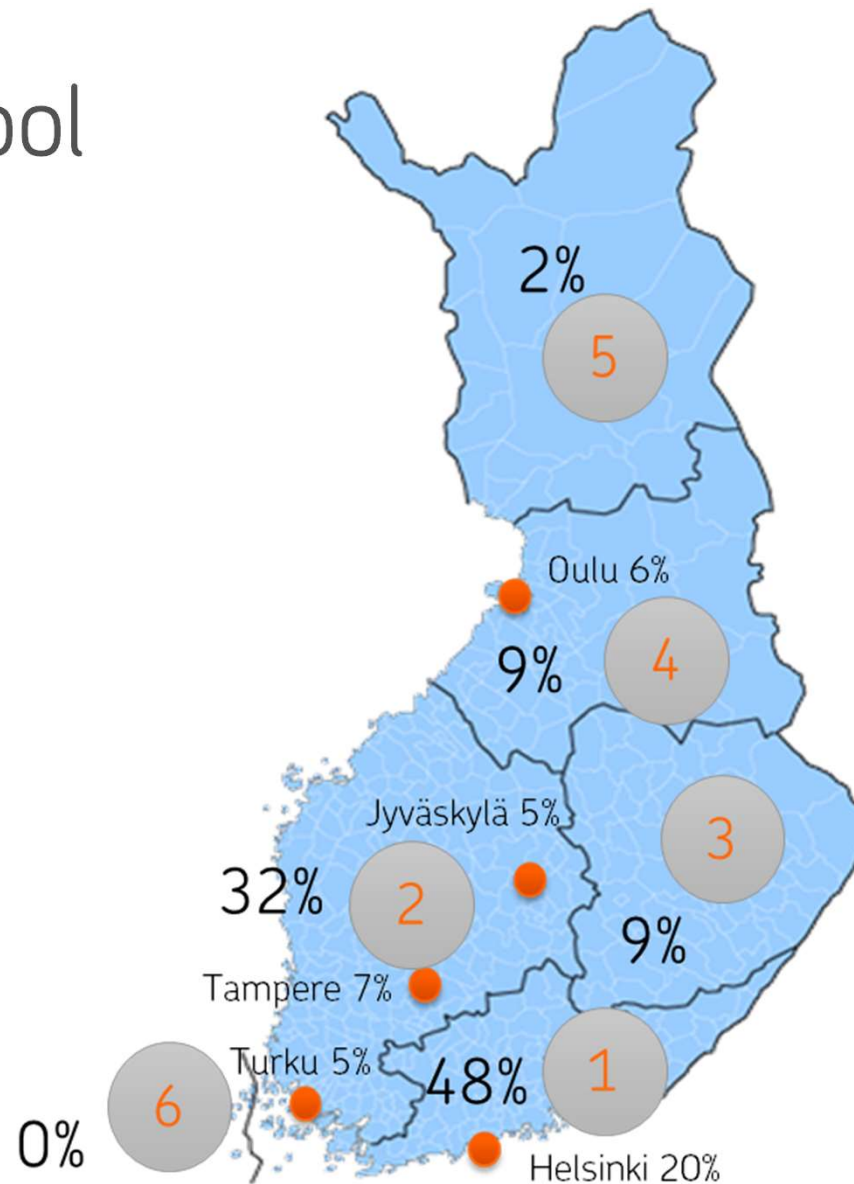 ool
2%
5
Oulu 6%
9%
4
Jyväskylä 5%
3
32%
2
9%
Tampere 7%
Turku 5%
48%
1
6
0%
Helsinki 20%